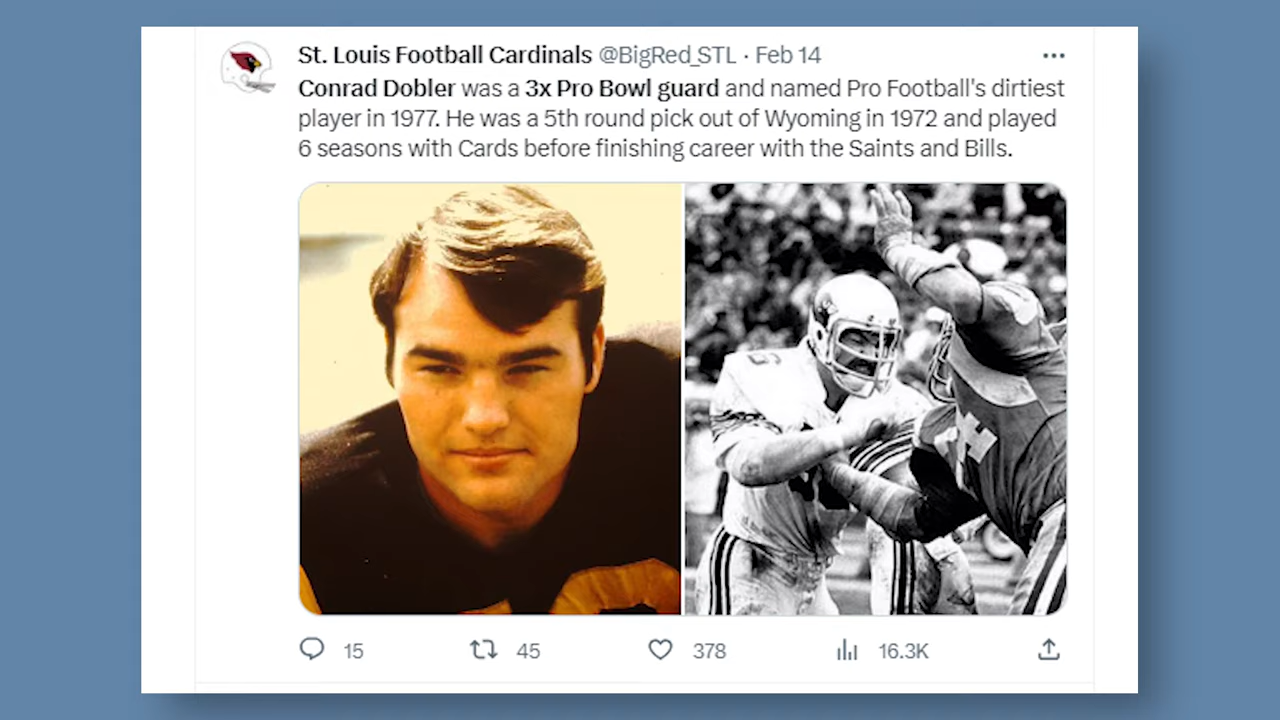 St. Louis Football Cardinals @BigRed_STL · Feb 14
Conrad Dobler was a 3x Pro Bowl guard and named Pro Football's dirtiest
player in 1977. He was a 5th round pick out of Wyoming in 1972 and played
6 seasons with Cards before finishing career with the Saints and Bills.
15 45 378 16.3K